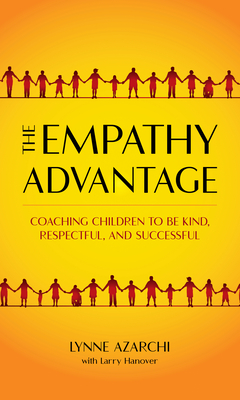 THE EMPATHY
ADVANTAGE
COACHING CHILDREN TO BE KIND,
RESPECTFUL, AND SUCCESSFUL
LYNNE AZARCHI
with Larry Hanover